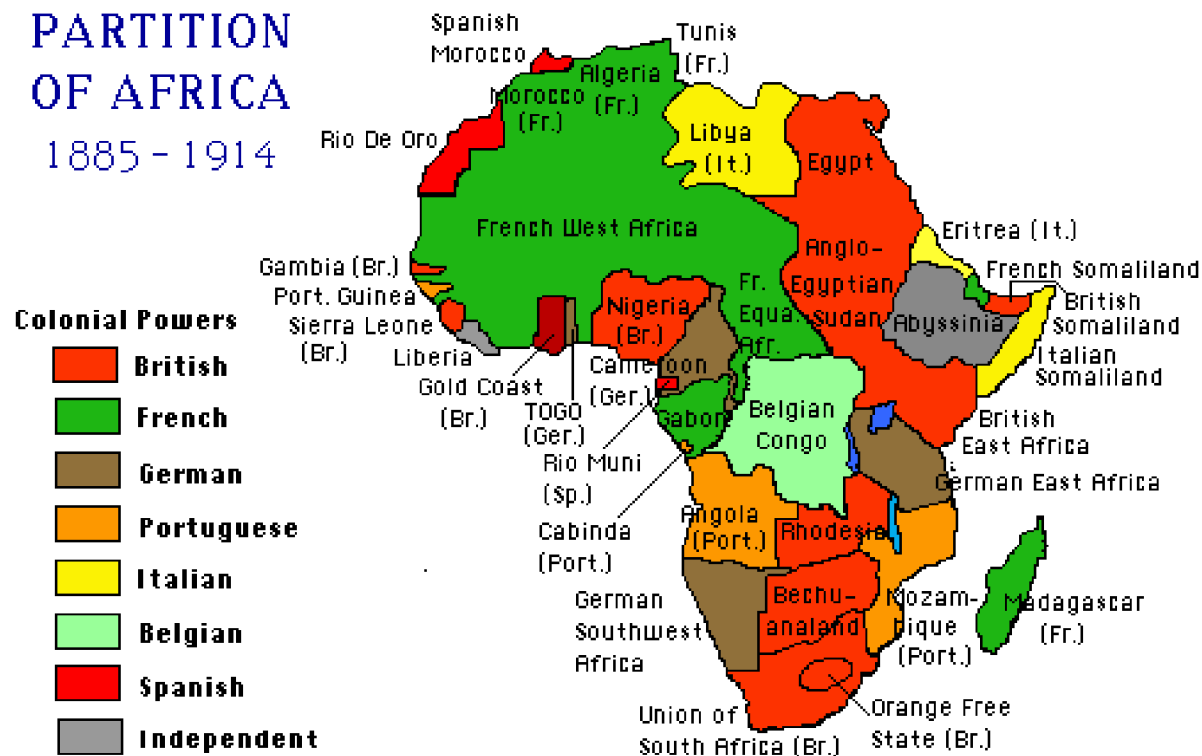 PARTITION
OF AFRICA
1885 - 1914
Spanish
Morocco
Tunis
(Fr.)
Algeria
(Fr.)
Morocco
(Fr.)
Rio De Oro
Libya
(It.)
Egypt
French West Africa
Anglo-
Egyptian
Sudan
Eritrea (It.)
French Somaliland
British
Somaliland
Abyssinia
Italian
Somaliland
Gambia (Br.)
Port. Guinea
Sierra Leone
(Br.)
Liberia
Gold Coast
(Br.)
TOGO
(Ger.)
Nigeria
(Br.)
Fr.
Equa.
Afr.
Cameroon
(Ger.)
Gabon
Rio Muni
(Sp.)
Cabinda
(Port.)
Belgian
Congo
British
East Africa
German East Africa
Angola
(Port.)
Rhodesia
German
Southwest
Africa
Bechu-
analand
Mozam-
bique
(Port.)
Madagascar
(Fr.)
Union of
South Africa (Br.)
Orange Free
State (Br.)
Colonial Powers
British
French
German
Portuguese
Italian
Belgian
Spanish
Independent